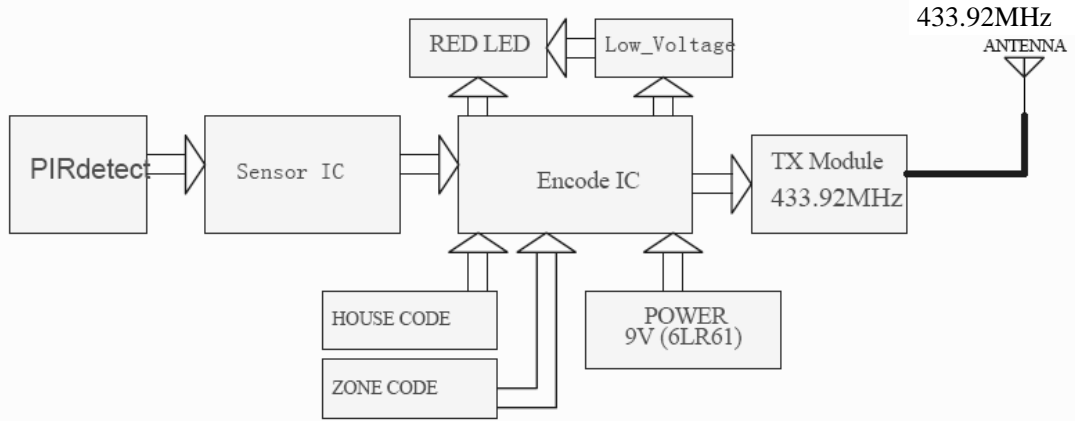 433.92MHz
ANTENNA
RED LED
Low_Voltage
PIRdetect
Sensor IC
Encode IC
TX Module
433.92MHz
HOUSE CODE
POWER
9V (6LR61)
ZONE CODE